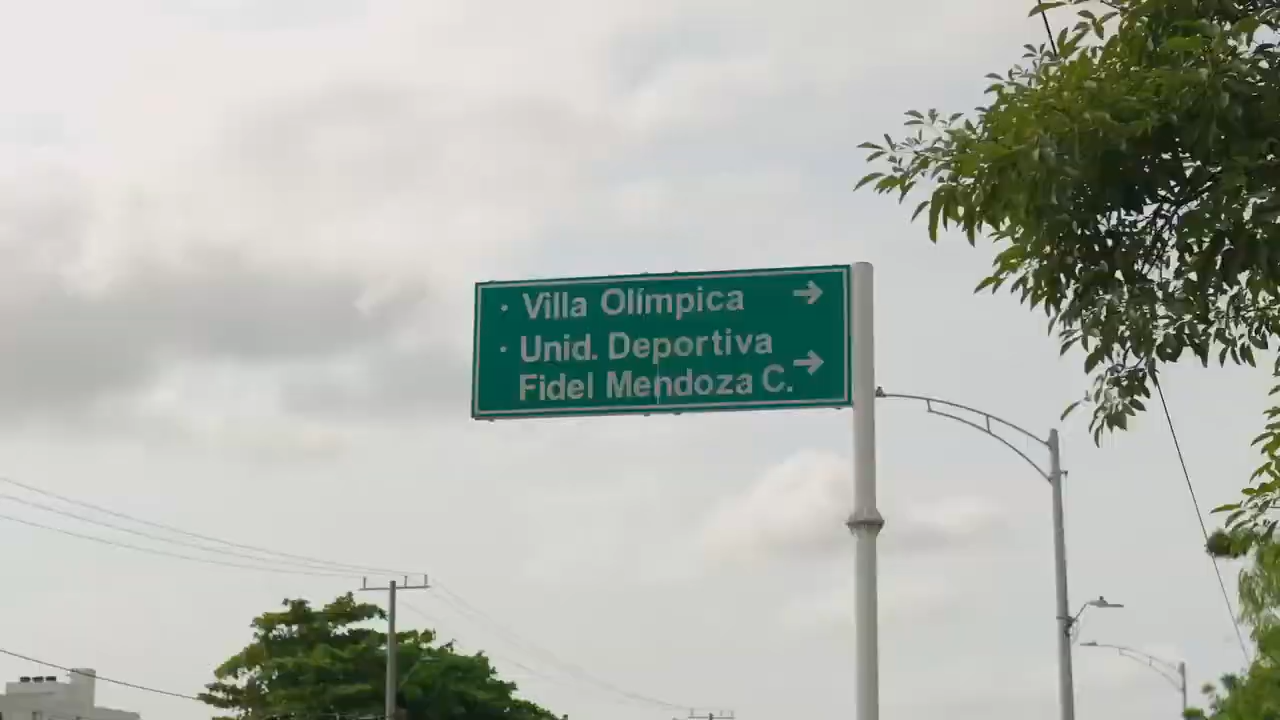 · Villa Olímpica →
· Unid. Deportiva
Fidel Mendoza C. →